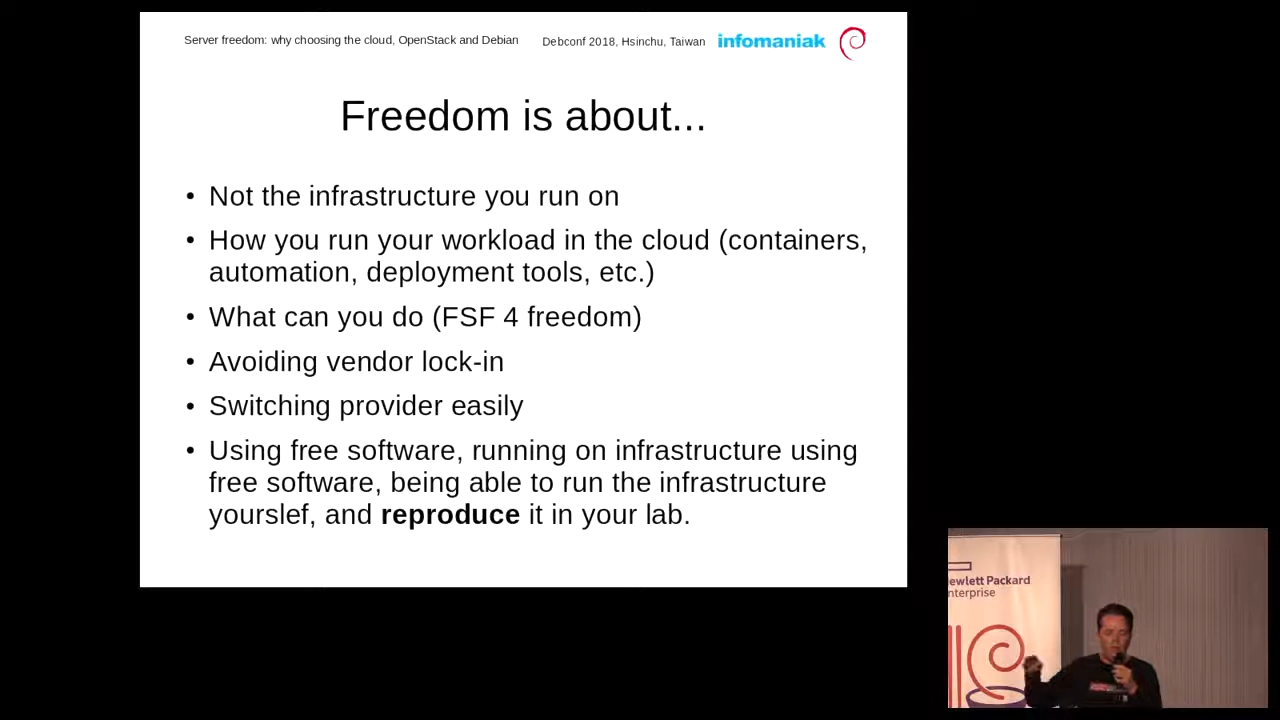 Server freedom: why choosing the cloud, OpenStack and Debian
Debconf 2018, Hsinchu, Taiwan
infomaniak
Freedom is about...
• Not the infrastructure you run on
• How you run your workload in the cloud (containers,
automation, deployment tools, etc.)
• What can you do (FSF 4 freedom)
• Avoiding vendor lock-in
• Switching provider easily
• Using free software, running on infrastructure using
free software, being able to run the infrastructure
yourslef, and reproduce it in your lab.
ewlett Packard
nterprise